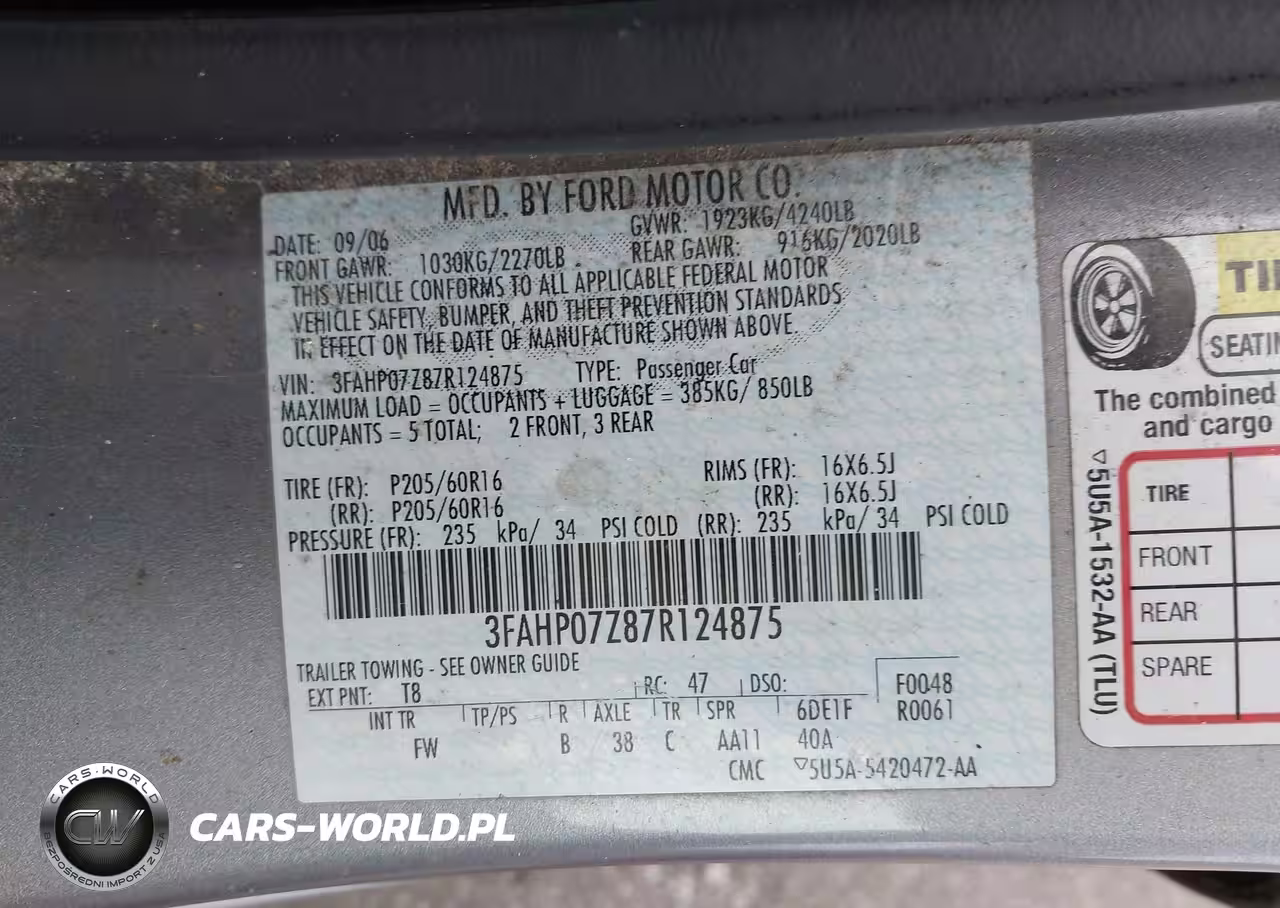 MFD. BY FORD MOTOR CO.
DATE: 09/06 GVWR: 1923KG/4240LB
FRONT GAWR: 1030KG/2270LB REAR GAWR: 916KG/2020LB
THIS VEHICLE CONFORMS TO ALL APPLICABLE FEDERAL MOTOR
VEHICLE SAFETY, BUMPER, AND THEFT PREVENTION STANDARDS
IN EFFECT ON THE DATE OF MANUFACTURE SHOWN ABOVE.
VIN: 3FAHP07Z87R124875 TYPE: Passenger Car
MAXIMUM LOAD = OCCUPANTS + LUGGAGE = 385KG/ 850LB
OCCUPANTS = 5 TOTAL; 2 FRONT, 3 REAR
TIRE (FR): P205/60R16 RIMS (FR): 16X6.5J
(RR): P205/60R16 (RR): 16X6.5J
PRESSURE (FR): 235 kPa/ 34 PSI COLD (RR): 235 kPa/ 34 PSI COLD
3FAHP07Z87R124875
TRAILER TOWING - SEE OWNER GUIDE
EXT PNT: T8 RC: 47 DSO: F0048
INT TR TP/PS R AXLE TR SPR 6DE1F R0061
FW B 38 C AA11 40A
CMC ▽5U5A-5420472-AA
SEATIN
The combined
and cargo
▽5U5A-1532-AA (TLU)
TIRE
FRONT
REAR
SPARE
CARS-WORLD
CW
BEZPOŚREDNI IMPORT Z USA
CARS-WORLD.PL